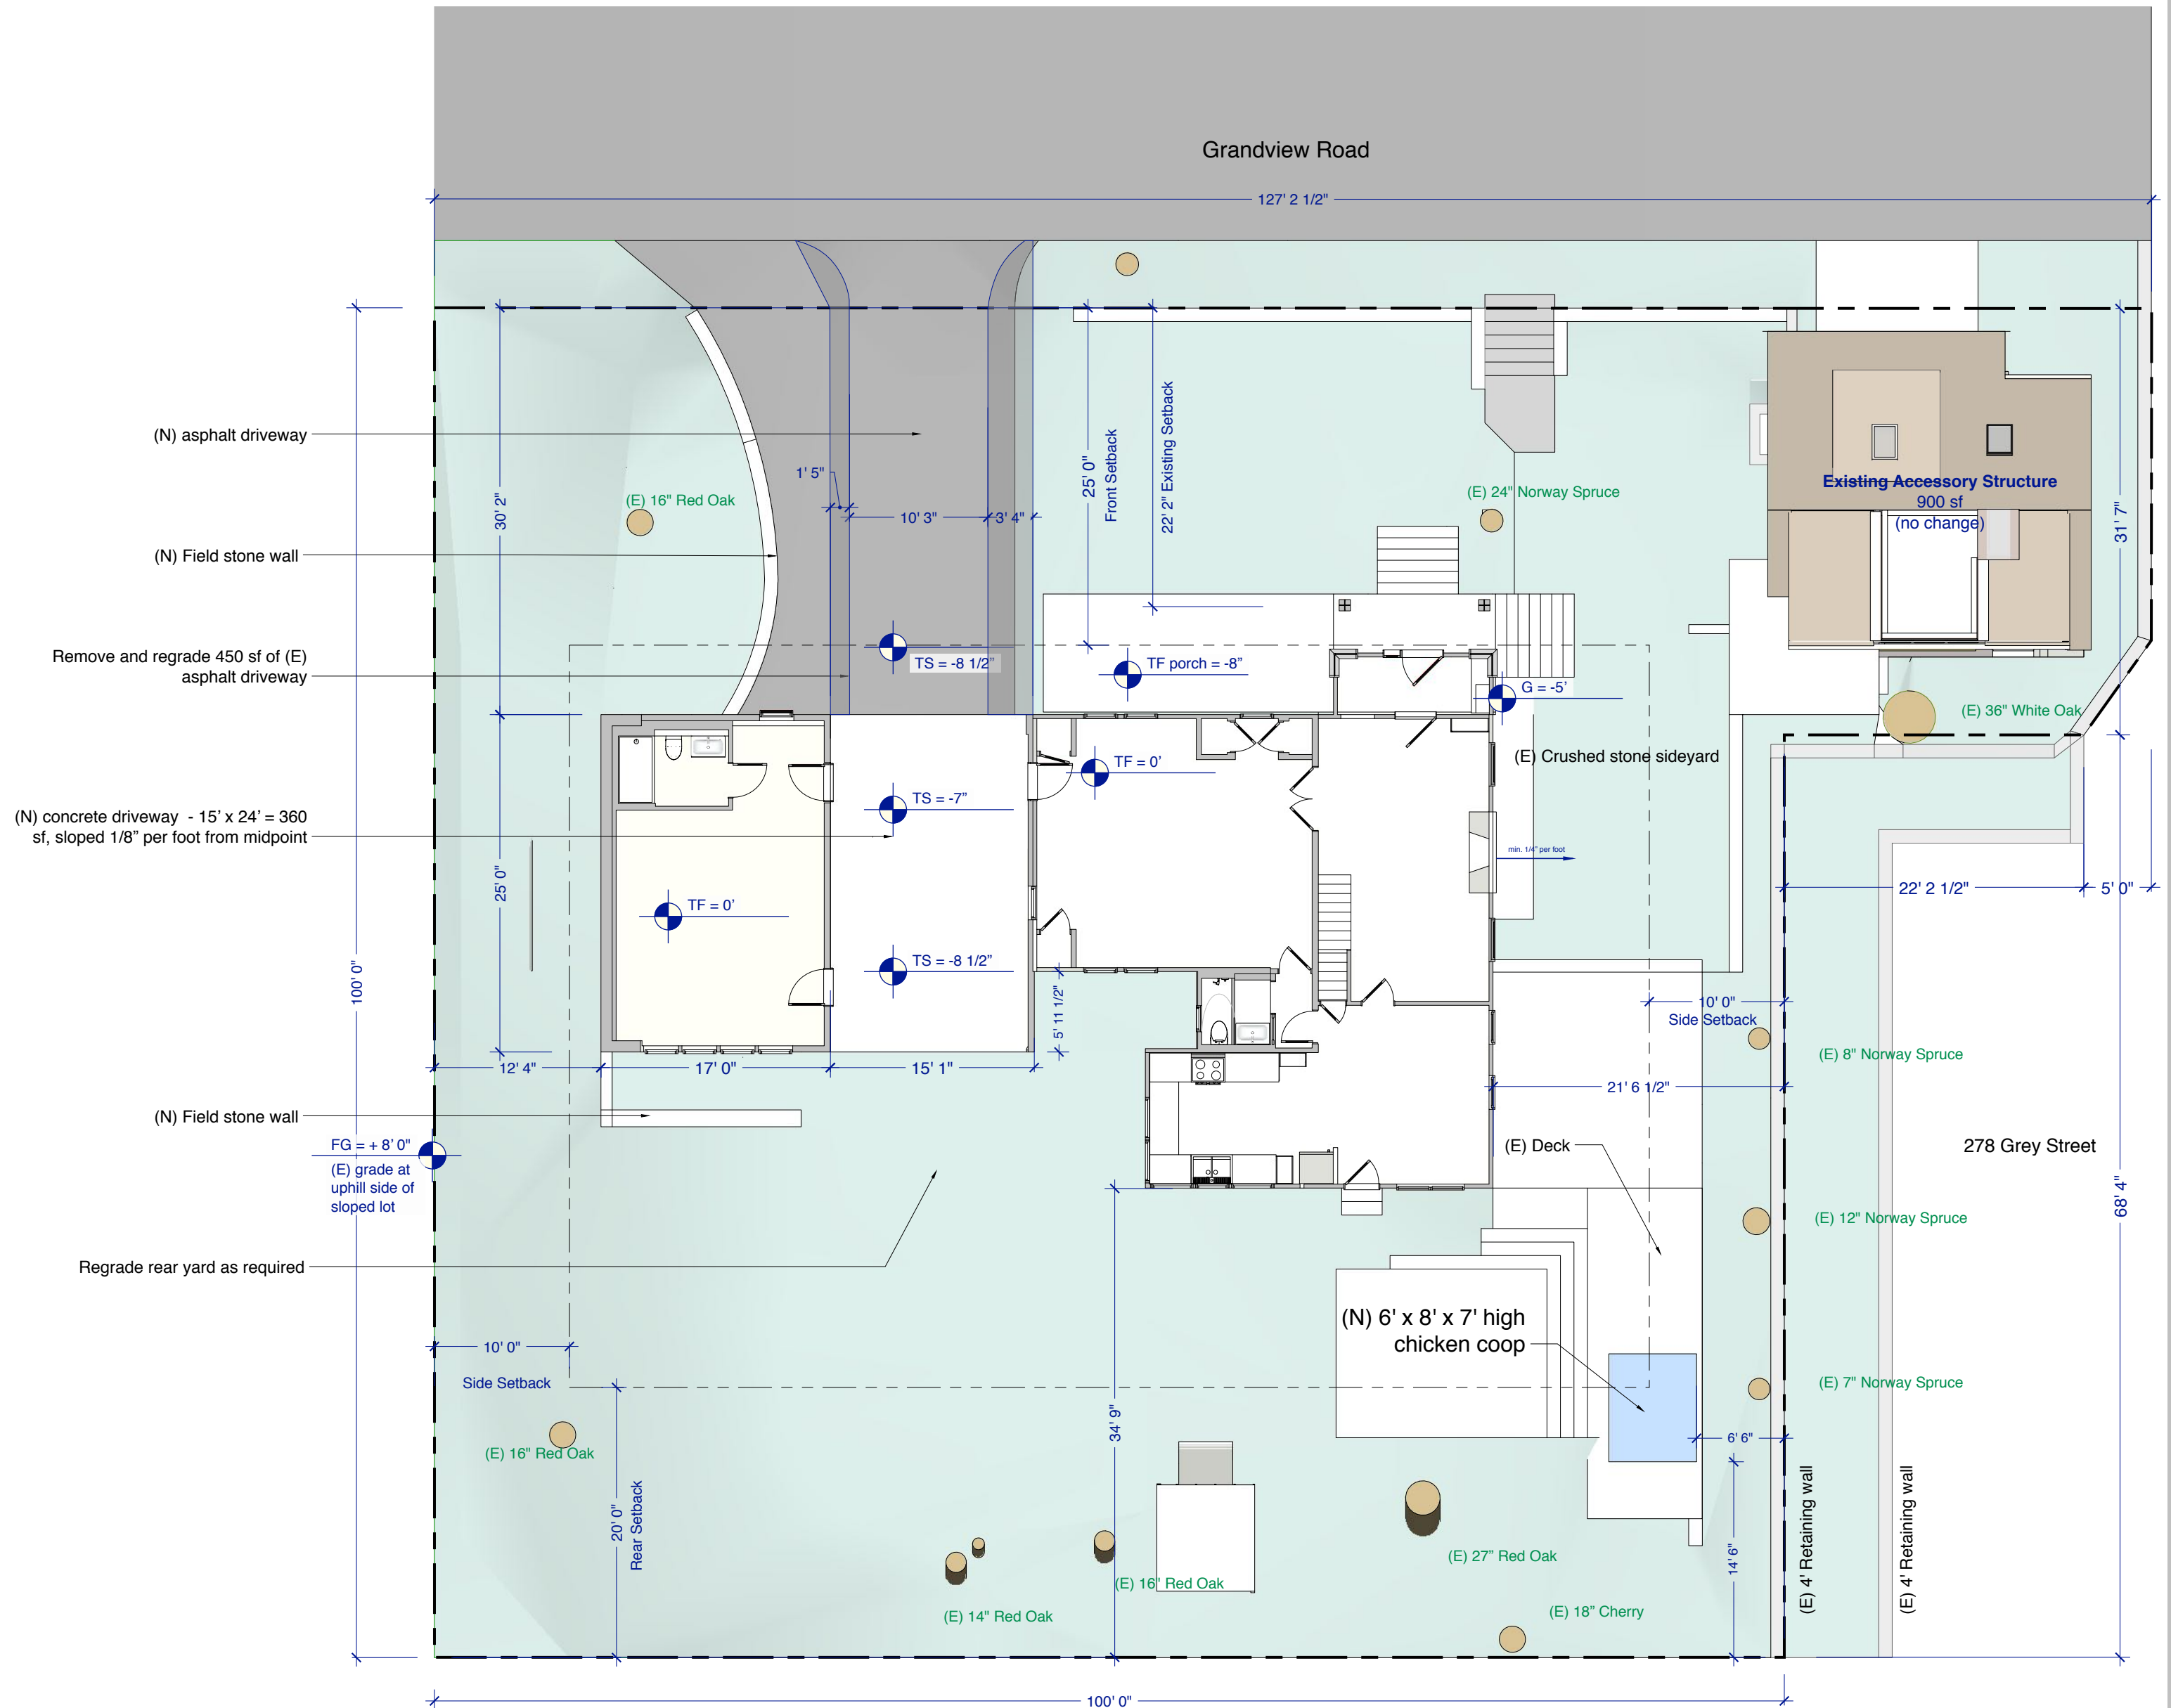 Grandview Road
127' 2 1/2"
(N) asphalt driveway
1' 5"
30' 2"
(E) 16" Red Oak
10' 3"
3' 4"
25' 0"
Front Setback
22' 2" Existing Setback
(E) 24" Norway Spruce
Existing Accessory Structure
900 sf
(no change)
31' 7"
(N) Field stone wall
Remove and regrade 450 sf of (E)
asphalt driveway
TS = -8 1/2”
TF porch = -8”
G = -5’
(E) 36" White Oak
(E) Crushed stone sideyard
TF = 0’
TS = -7”
(N) concrete driveway - 15’ x 24’ = 360
sf, sloped 1/8” per foot from midpoint
min. 1/4” per foot
25' 0"
TF = 0’
22' 2 1/2"
5' 0"
TS = -8 1/2”
100' 0"
5' 11 1/2"
10' 0"
Side Setback
(E) 8" Norway Spruce
12' 4"
17' 0"
15' 1"
21' 6 1/2"
(N) Field stone wall
FG = + 8’ 0"
(E) grade at
uphill side of
sloped lot
(E) Deck
278 Grey Street
68' 4"
(E) 12" Norway Spruce
Regrade rear yard as required
(N) 6' x 8' x 7' high
chicken coop
10' 0"
Side Setback
(E) 7" Norway Spruce
34' 9"
6' 6"
(E) 16" Red Oak
20' 0"
Rear Setback
14' 6"
(E) 4' Retaining wall
(E) 4' Retaining wall
(E) 27” Red Oak
(E) 16" Red Oak
(E) 14" Red Oak
(E) 18” Cherry
100' 0"